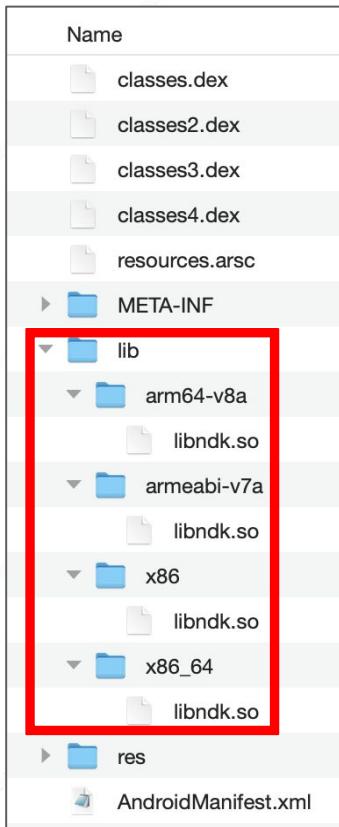 Name
classes.dex
classes2.dex
classes3.dex
classes4.dex
resources.arsc
META-INF
lib
arm64-v8a
libndk.so
armeabi-v7a
libndk.so
x86
libndk.so
x86_64
libndk.so
res
AndroidManifest.xml